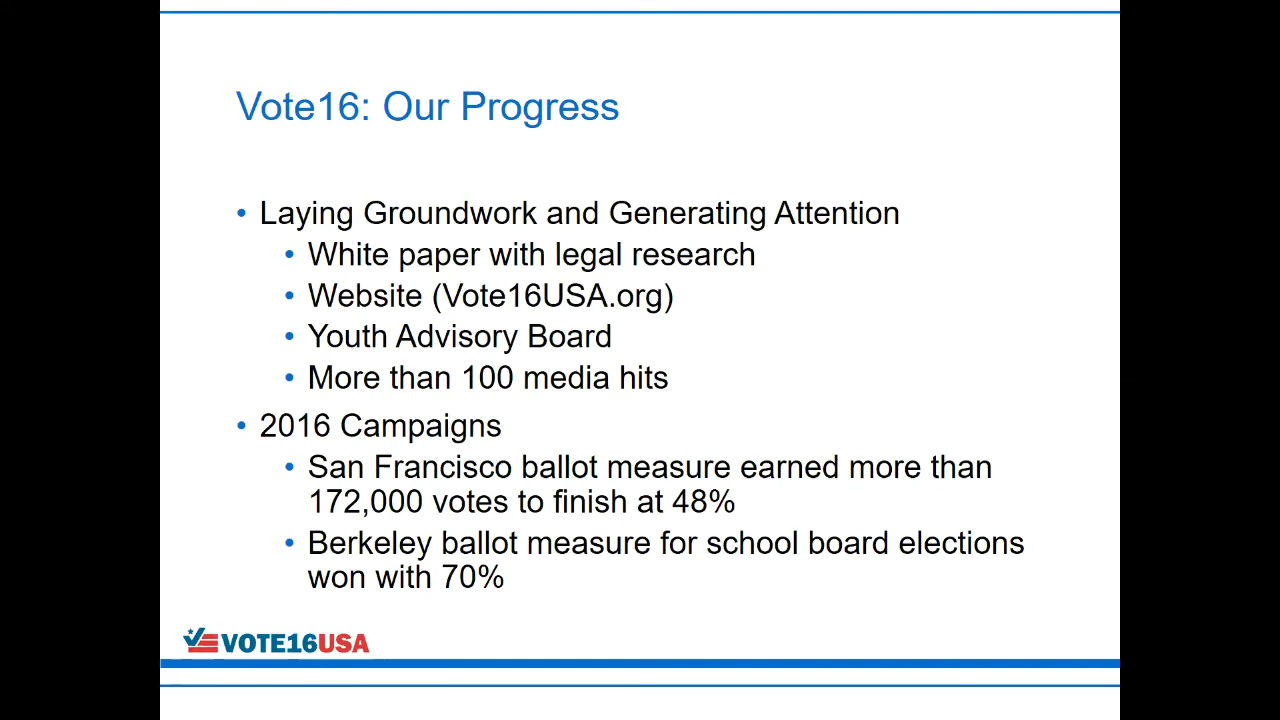 Vote16: Our Progress
• Laying Groundwork and Generating Attention
• White paper with legal research
• Website (Vote16USA.org)
• Youth Advisory Board
• More than 100 media hits
• 2016 Campaigns
• San Francisco ballot measure earned more than
172,000 votes to finish at 48%
• Berkeley ballot measure for school board elections
won with 70%
VOTE16USA